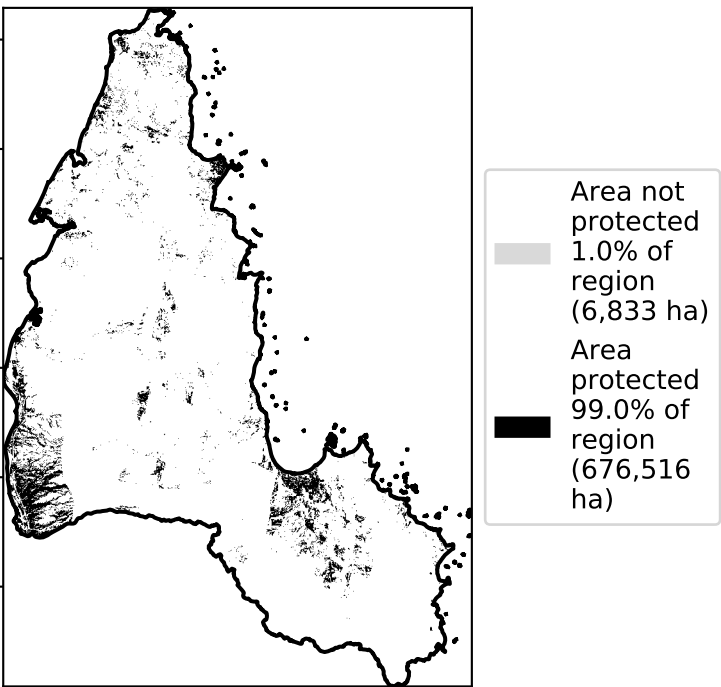 Area not
protected
1.0% of
region
(6,833 ha)
Area
protected
99.0% of
region
(676,516
ha)